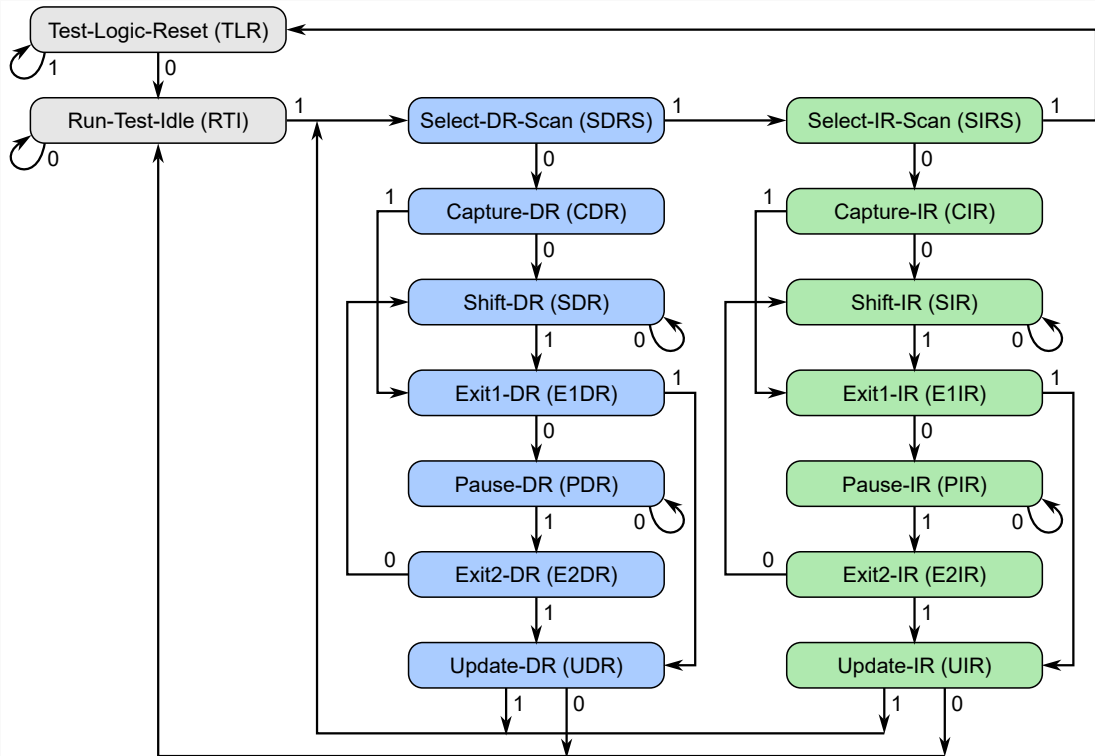 Test-Logic-Reset (TLR)
1 0
Run-Test-Idle (RTI) 1 Select-DR-Scan (SDRS) 1 Select-IR-Scan (SIRS) 1
0
0 0
1 Capture-DR (CDR) 1 Capture-IR (CIR)
0 0
Shift-DR (SDR) Shift-IR (SIR)
1 0 1 0
Exit1-DR (E1DR) 1 Exit1-IR (E1IR) 1
0 0
Pause-DR (PDR) Pause-IR (PIR)
1 0 1 0
0 Exit2-DR (E2DR) 0 Exit2-IR (E2IR)
1 1
Update-DR (UDR) Update-IR (UIR)
1 0 1 0